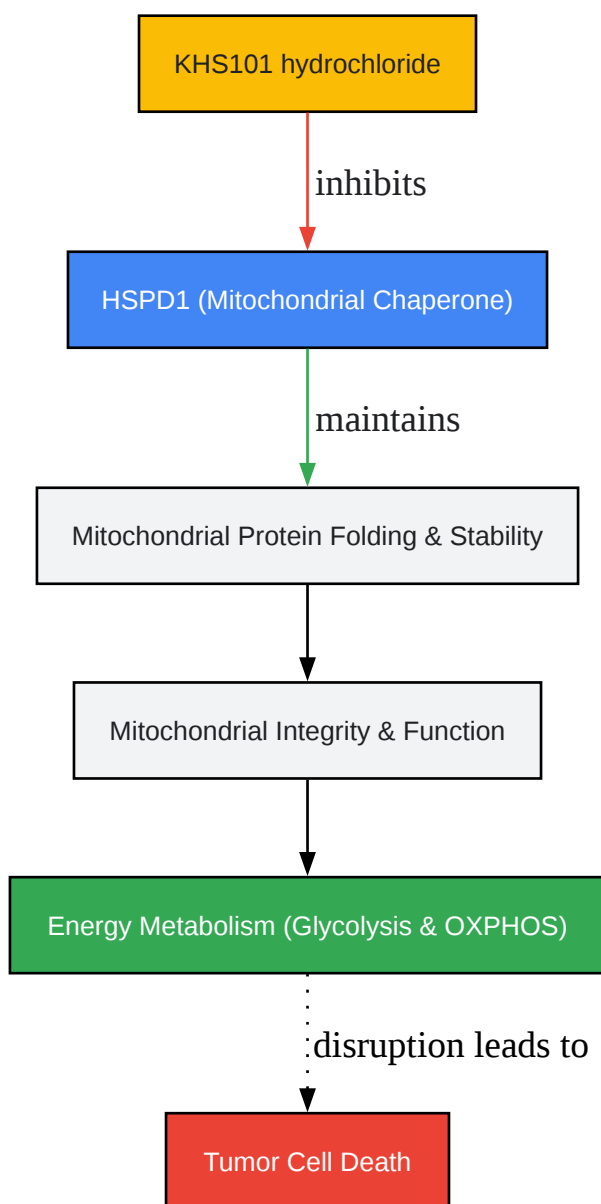 KHS101 hydrochloride
inhibits
HSPD1 (Mitochondrial Chaperone)
maintains
Mitochondrial Protein Folding & Stability
Mitochondrial Integrity & Function
Energy Metabolism (Glycolysis & OXPHOS)
disruption leads to
Tumor Cell Death